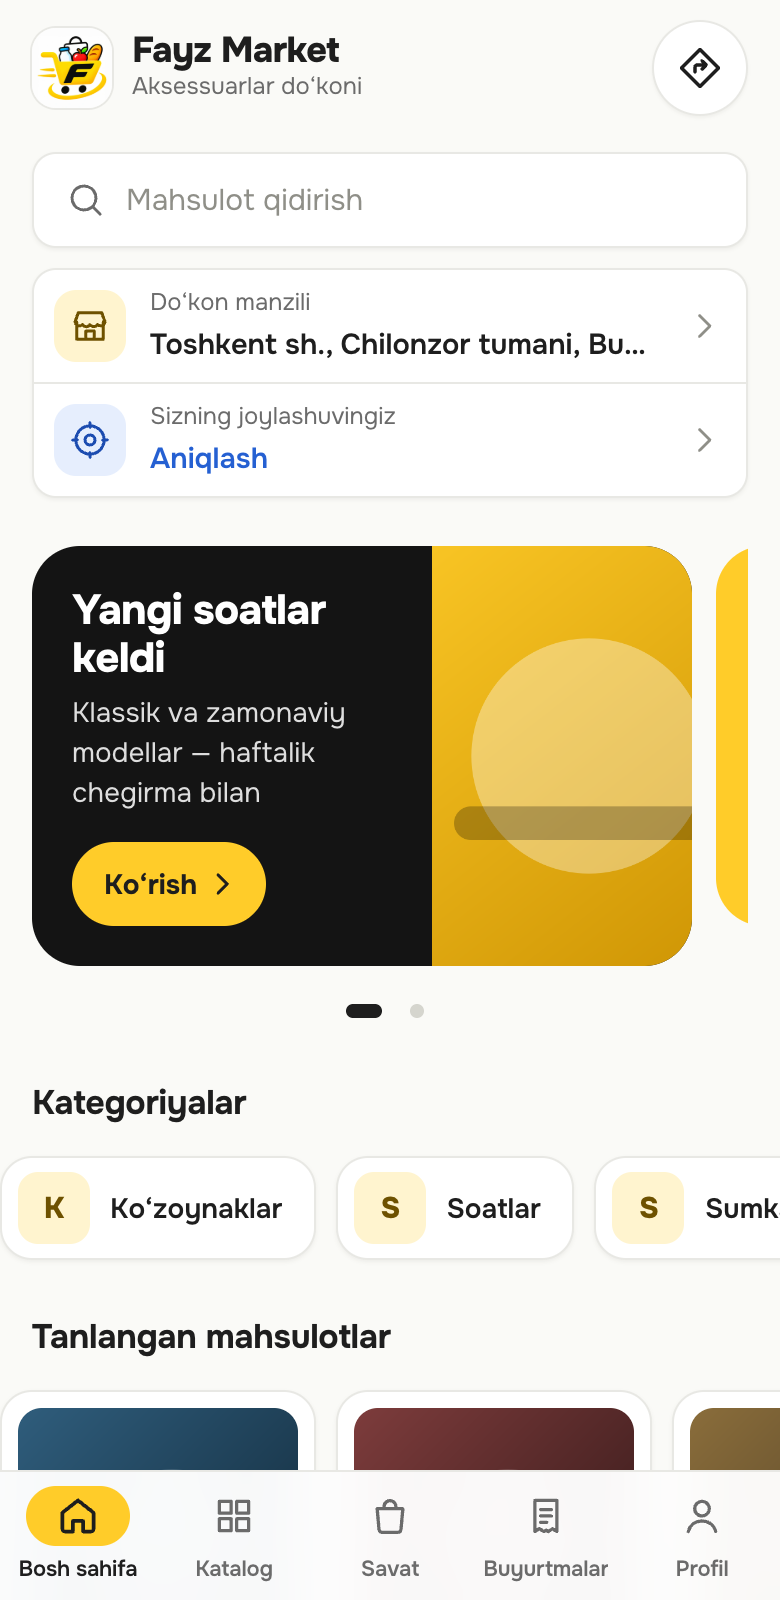 Fayz Market
Aksessuarlar do‘koni
Mahsulot qidirish
Do‘kon manzili
Toshkent sh., Chilonzor tumani, Bu...
Sizning joylashuvingiz
Aniqlash
Yangi soatlar
keldi
Klassik va zamonaviy
modellar — haftalik
chegirma bilan
Ko‘rish
Kategoriyalar
K Ko‘zoynaklar S Soatlar S Sumk
Tanlangan mahsulotlar
Bosh sahifa Katalog Savat Buyurtmalar Profil